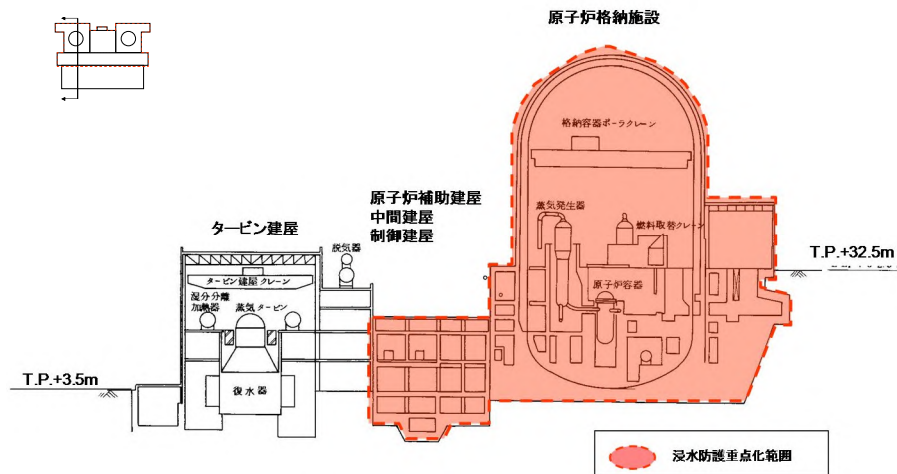 原子炉格納施設
格納容器ポーラクレーン
原子炉補助建屋
中間建屋
制御建屋
蒸気発生器
燃料取替クレーン
タービン建屋
脱気器
T.P.+32.5m
タービン建屋クレーン
湿分分離
加熱器
蒸気タービン
原子炉容器
T.P.+3.5m
復水器
浸水防護重点化範囲